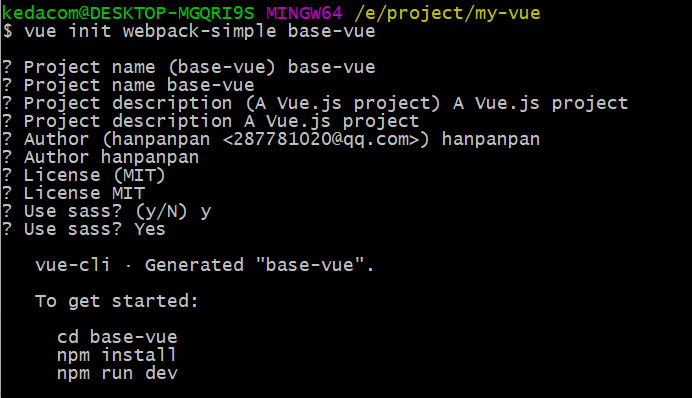 kedacom@DESKTOP-MGQRI9S MINGW64 /e/project/my-vue
$ vue init webpack-simple base-vue
? Project name (base-vue) base-vue
? Project name base-vue
? Project description (A Vue.js project) A Vue.js project
? Project description A Vue.js project
? Author (hanpanpan <287781020@qq.com>) hanpanpan
? Author hanpanpan
? License (MIT)
? License MIT
? Use sass? (y/N) y
? Use sass? Yes
vue-cli · Generated "base-vue".
To get started:
cd base-vue
npm install
npm run dev